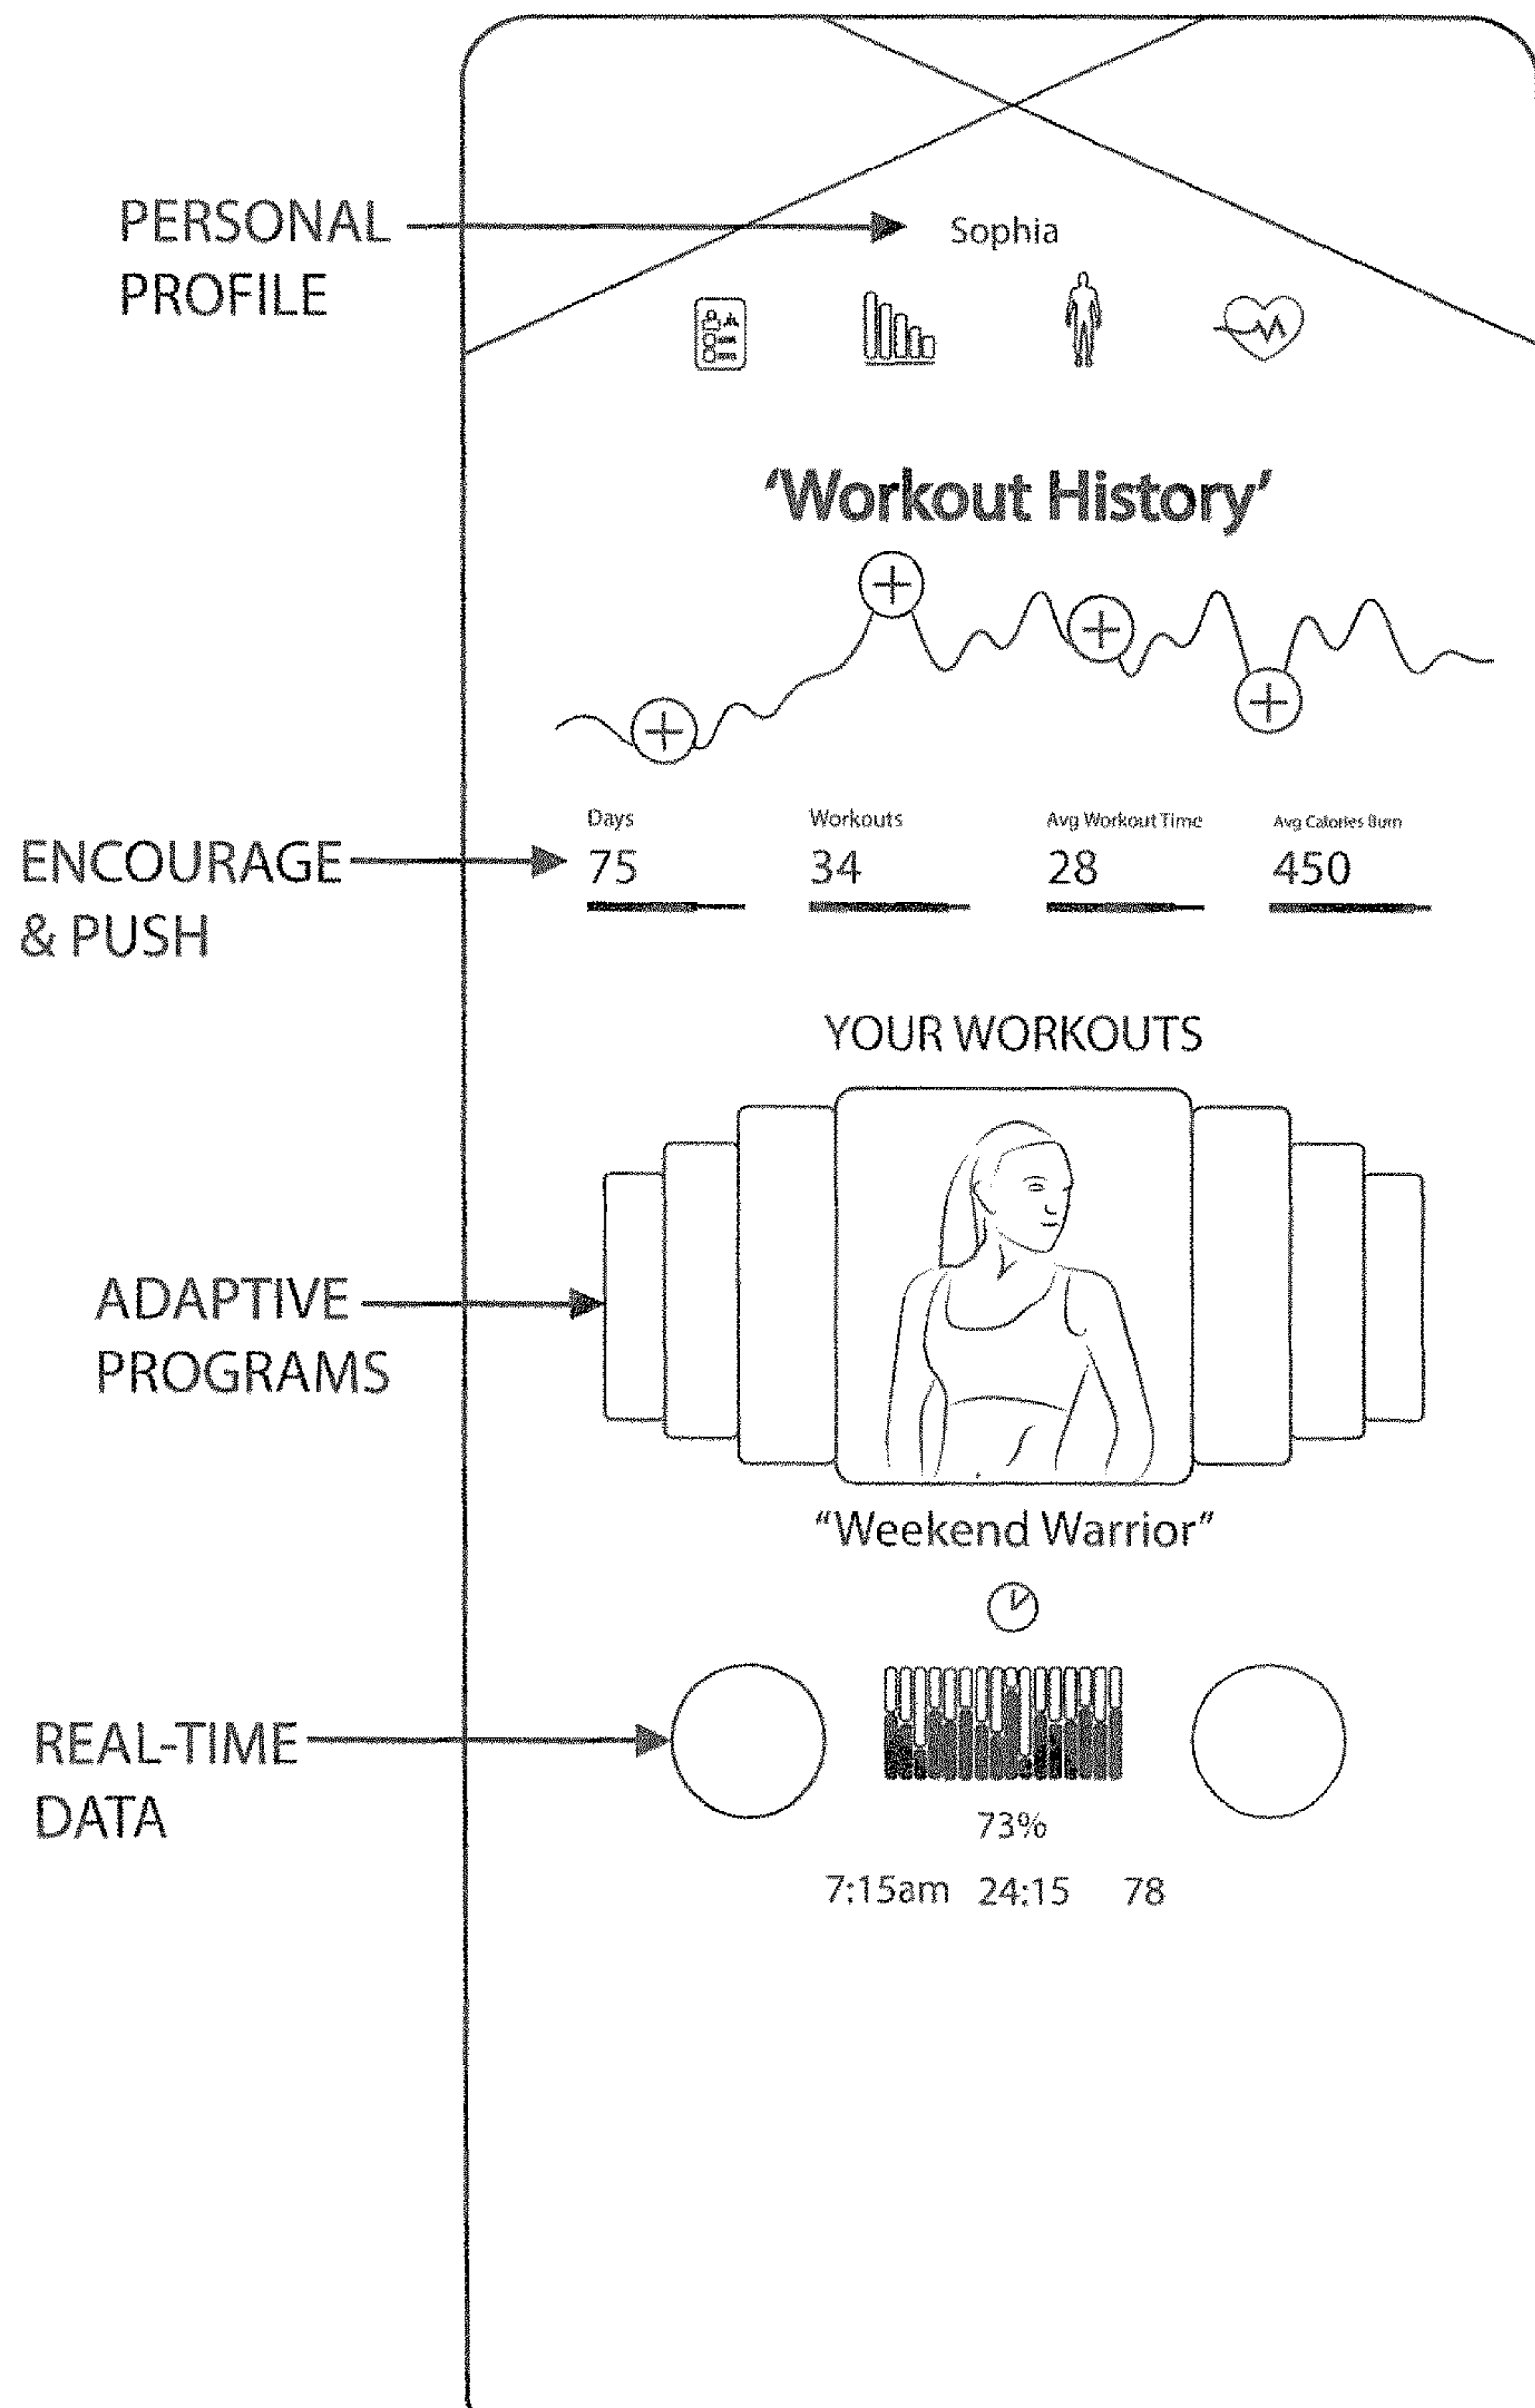 PERSONAL
PROFILE
Sophia
'Workout History'
ENCOURAGE
& PUSH
Days Workouts Avg Workout Time Avg Calories Burn
75 34 28 450
YOUR WORKOUTS
ADAPTIVE
PROGRAMS
"Weekend Warrior"
REAL-TIME
DATA
73%
7:15am 24:15 78